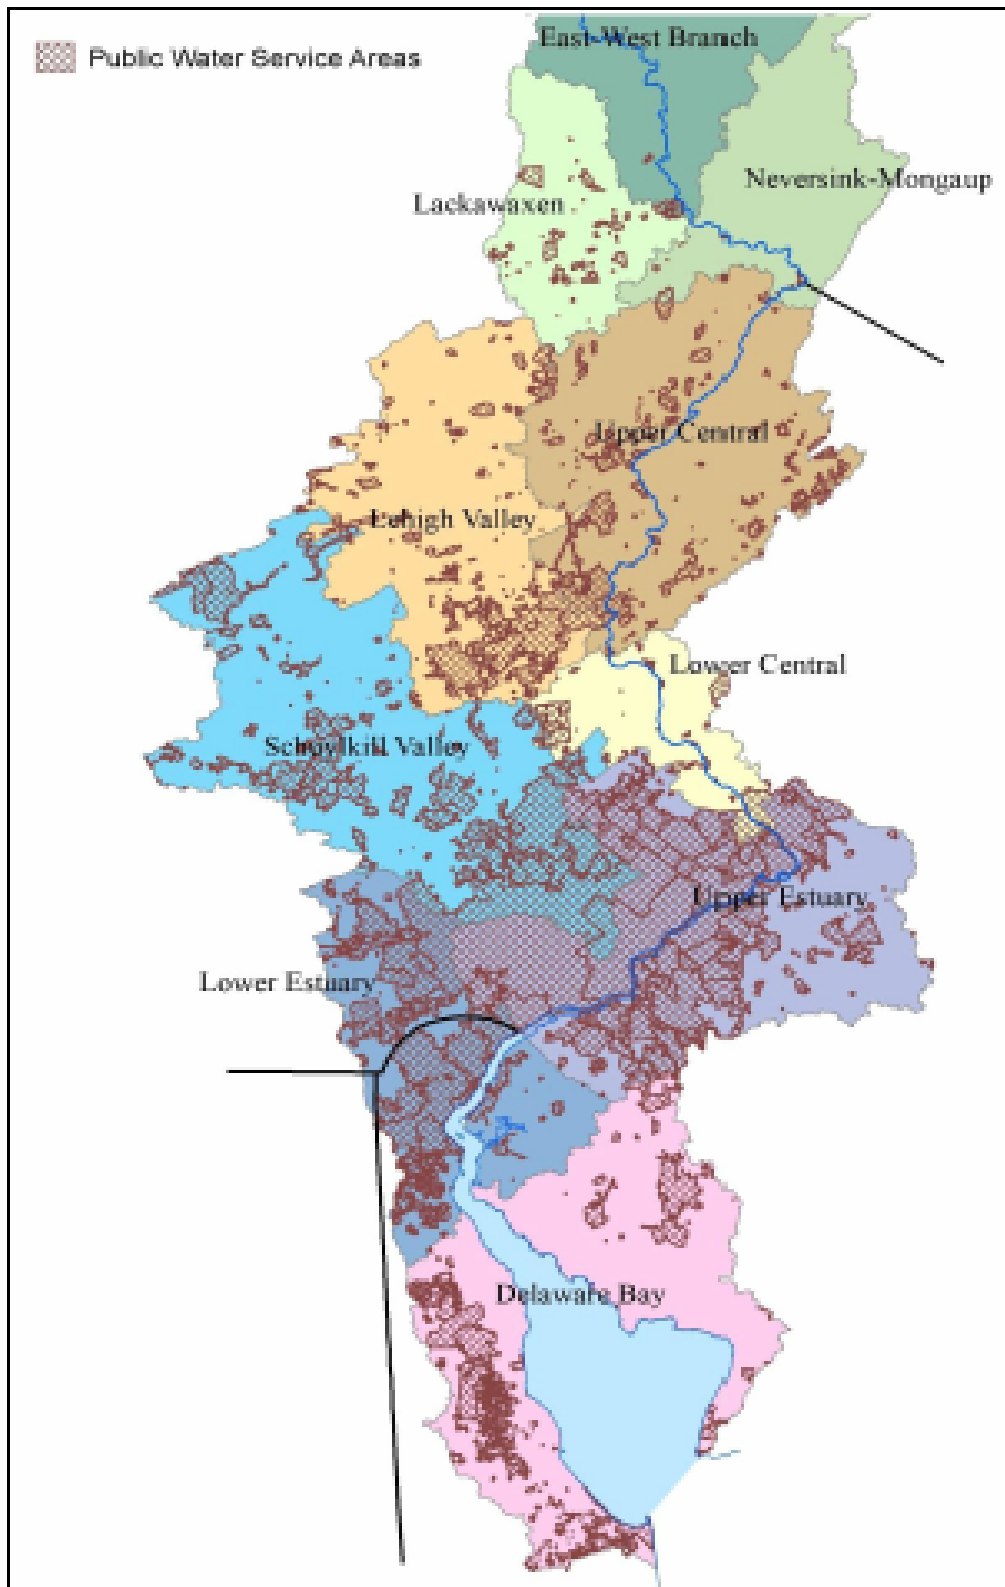 East-West Branch
Public Water Service Areas
Neversink-Mongaup
Lackawaxen
Upper Central
Lehigh Valley
Lower Central
Schuylkill Valley
Upper Estuary
Lower Estuary
Delaware Bay